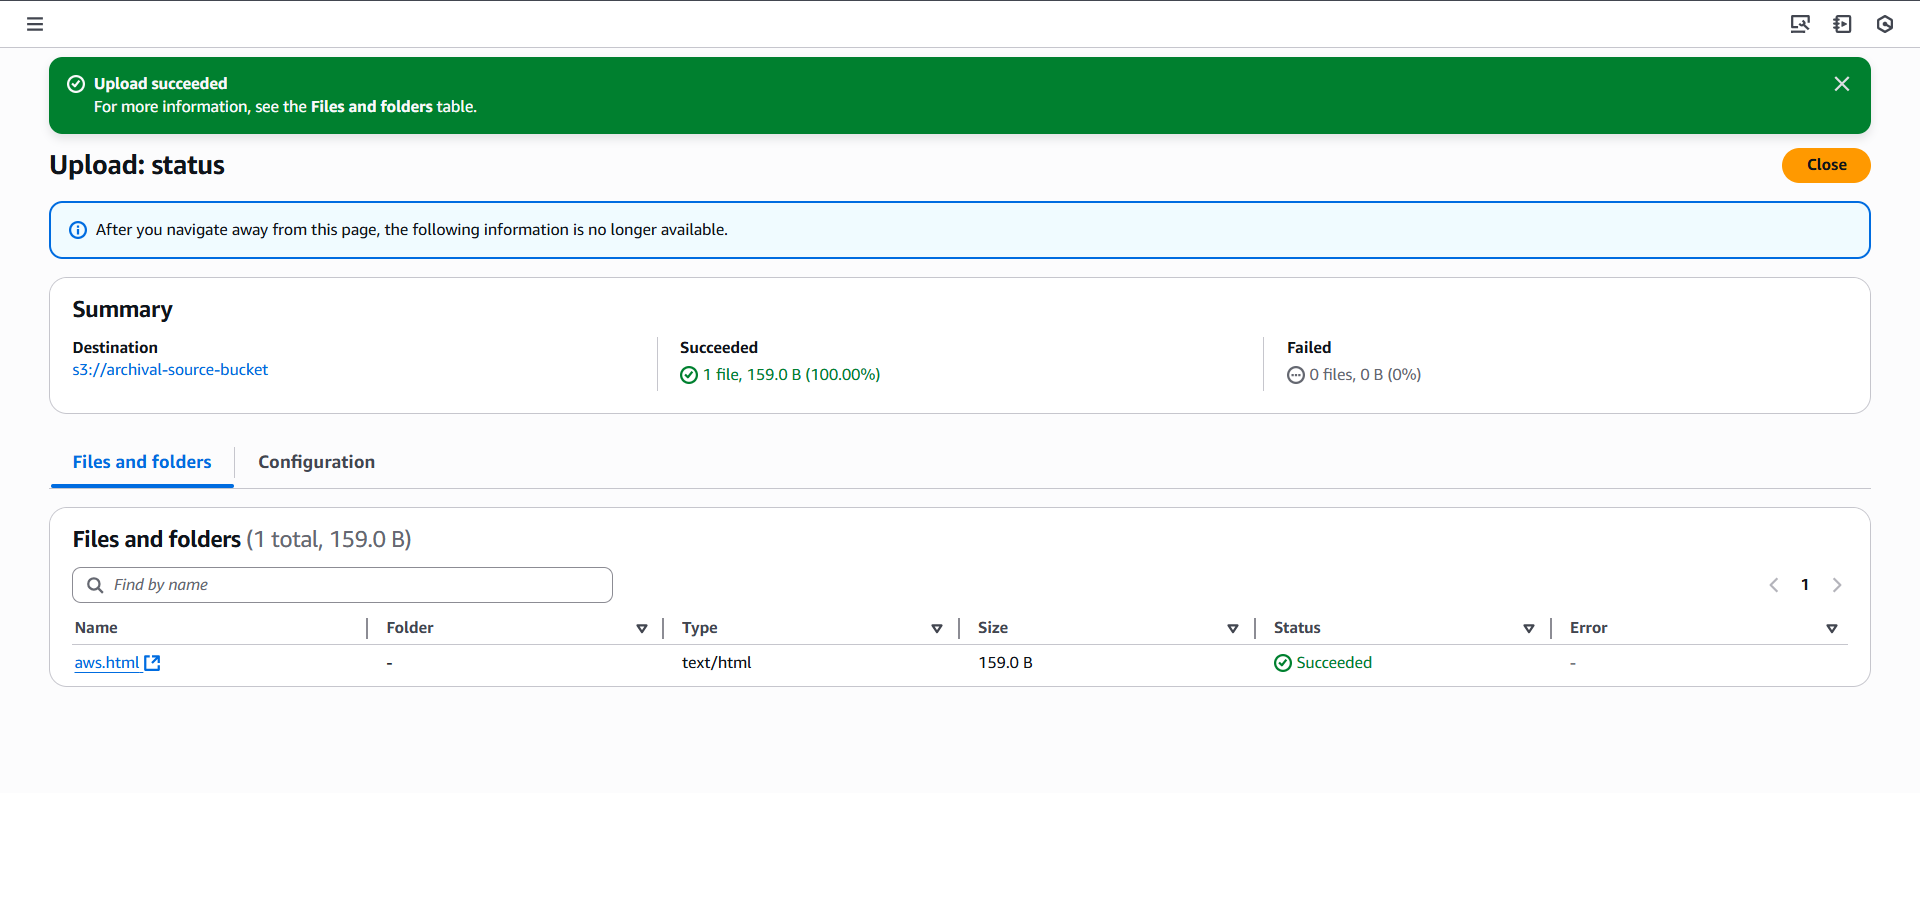 Upload succeeded
For more information, see the Files and folders table.
Upload: status
Close
After you navigate away from this page, the following information is no longer available.
Summary
Destination
s3://archival-source-bucket
Succeeded
1 file, 159.0 B (100.00%)
Failed
0 files, 0 B (0%)
Files and folders
Configuration
Files and folders (1 total, 159.0 B)
Find by name
1
Name Folder Type Size Status Error
aws.html - text/html 159.0 B Succeeded -